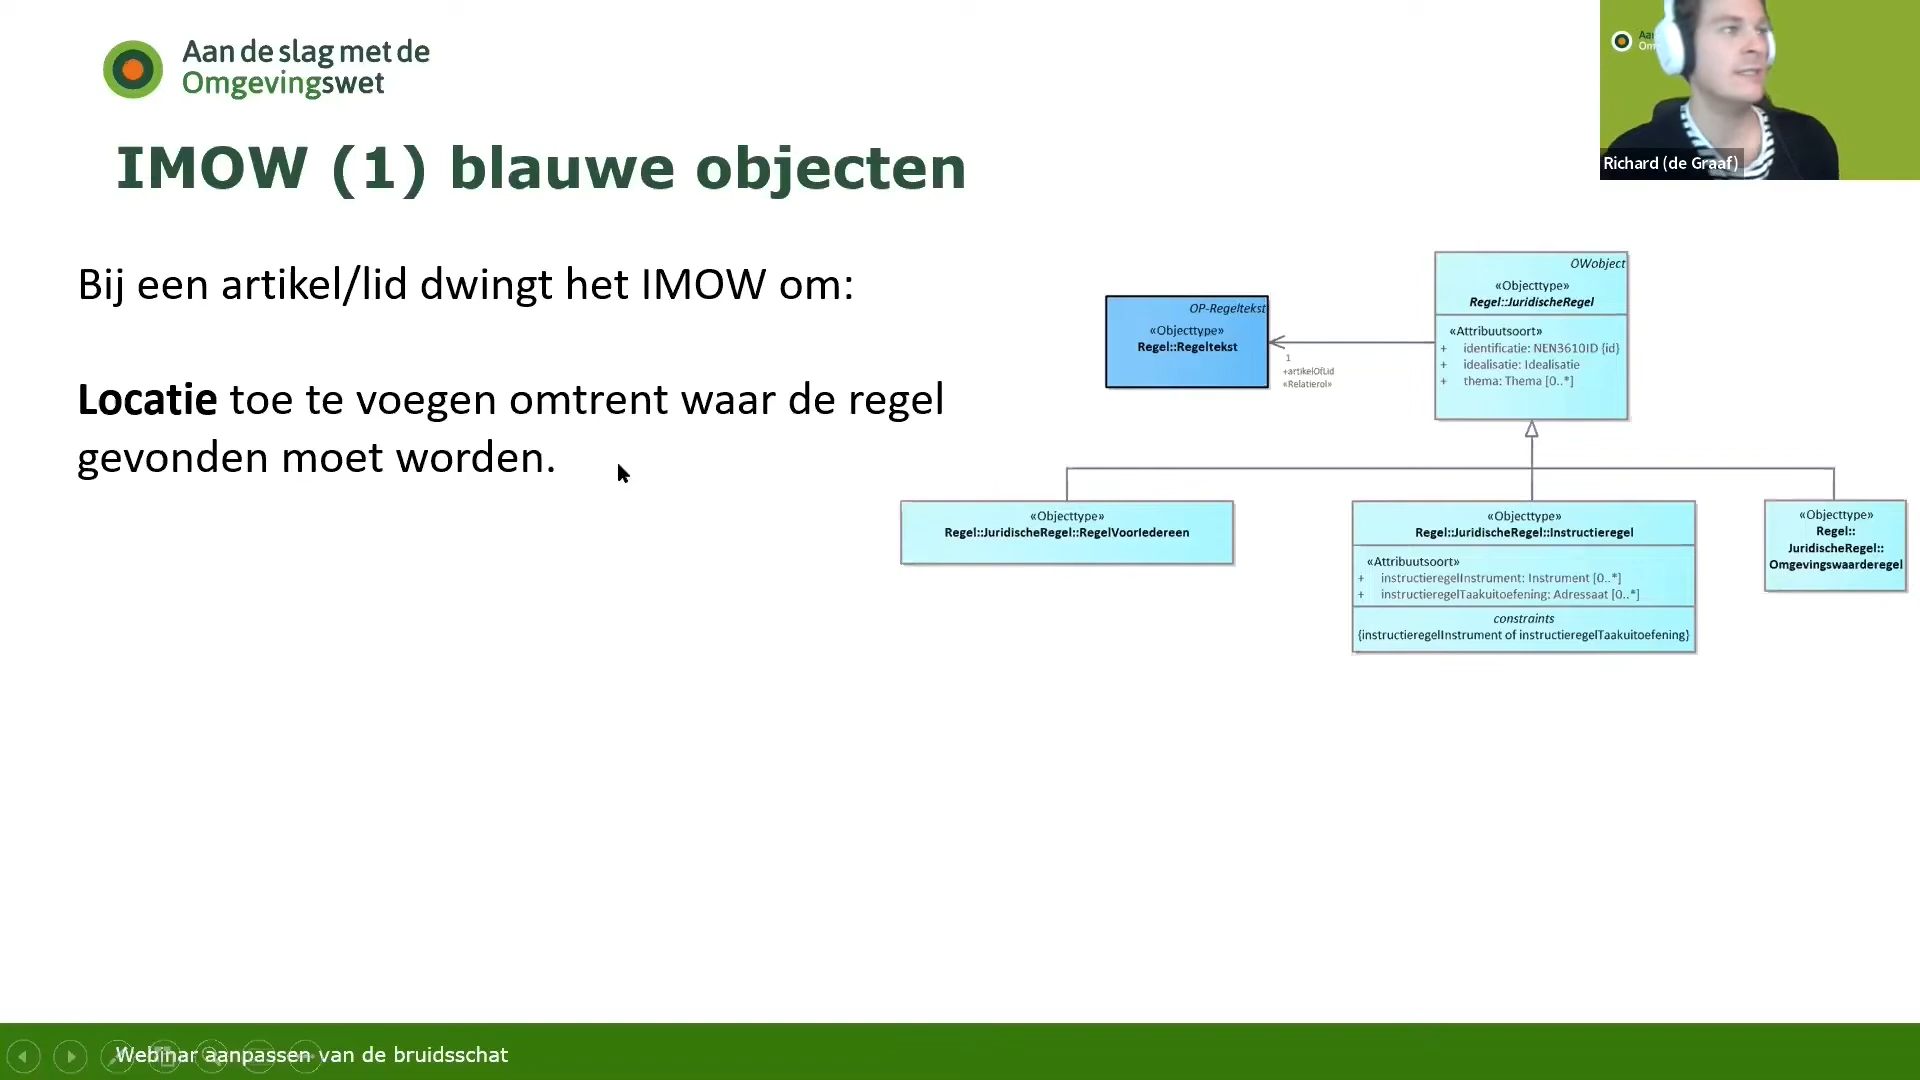 Aan de slag met de
Omgevingswet
Richard (de Graaf)
IMOW (1) blauwe objecten
Bij een artikel/lid dwingt het IMOW om:
Locatie toe te voegen omtrent waar de regel
gevonden moet worden.
OP-Regeltekst
«Objecttype»
Regel::Regeltekst
1
+artikelOfLid
«Relatierol»
OWobject
«Objecttype»
Regel::JuridischeRegel
«Attribuutsoort»
+ identificatie: NEN3610ID {id}
+ idealisatie: Idealisatie
+ thema: Thema [0..*]
«Objecttype»
Regel::JuridischeRegel::RegelVoorIedereen
«Objecttype»
Regel::JuridischeRegel::Instructieregel
«Attribuutsoort»
+ instructieregelInstrument: Instrument [0..*]
+ instructieregelTaakuitoefening: Adressaat [0..*]
constraints
{instructieregelInstrument of instructieregelTaakuitoefening}
«Objecttype»
Regel::
JuridischeRegel::
Omgevingswaarderegel
Webinar aanpassen van de bruidsschat